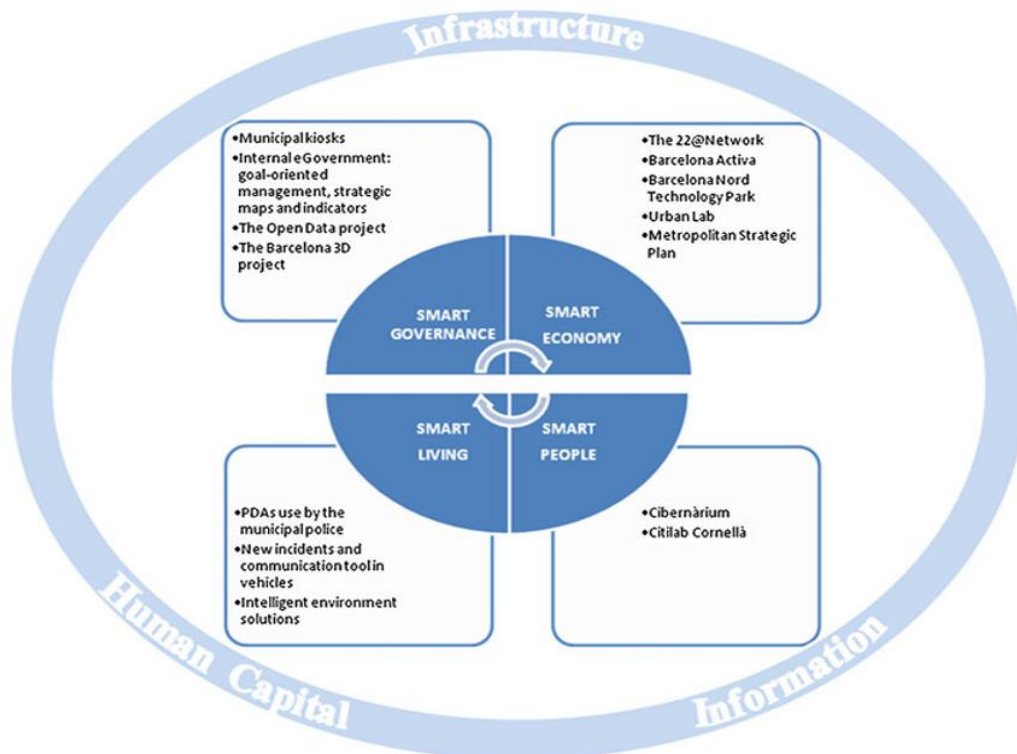 Infrastructure
•Municipal kiosks
•Internal eGovernment:
goal-oriented
management, strategic
maps and indicators
•The Open Data project
•The Barcelona 3D
project
•The 22@Network
•Barcelona Activa
•Barcelona Nord
Technology Park
•Urban Lab
•Metropolitan Strategic
Plan
SMART
GOVERNANCE
SMART
ECONOMY
SMART
LIVING
SMART
PEOPLE
•PDAs use by the
municipal police
•New incidents and
communication tool in
vehicles
•Intelligent environment
solutions
•Cibernàrium
•Citilab Cornellà
Human Capital
Information